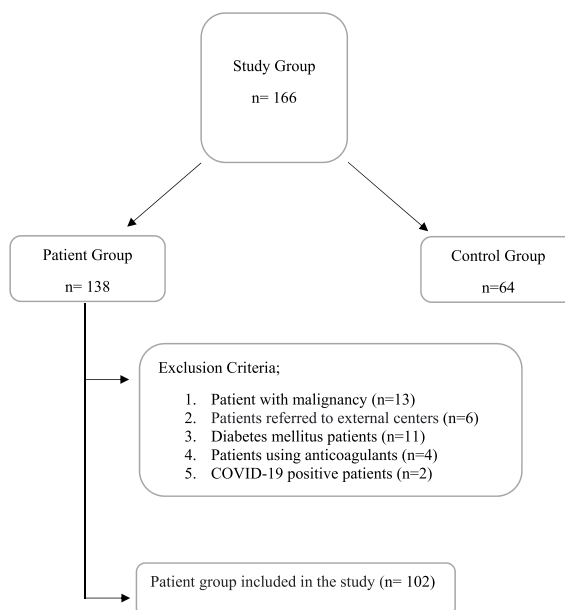 Study Group
n= 166
Patient Group
n= 138
Control Group
n=64
Exclusion Criteria;
1. Patient with malignancy (n=13)
2. Patients referred to external centers (n=6)
3. Diabetes mellitus patients (n=11)
4. Patients using anticoagulants (n=4)
5. COVID-19 positive patients (n=2)
Patient group included in the study (n= 102)